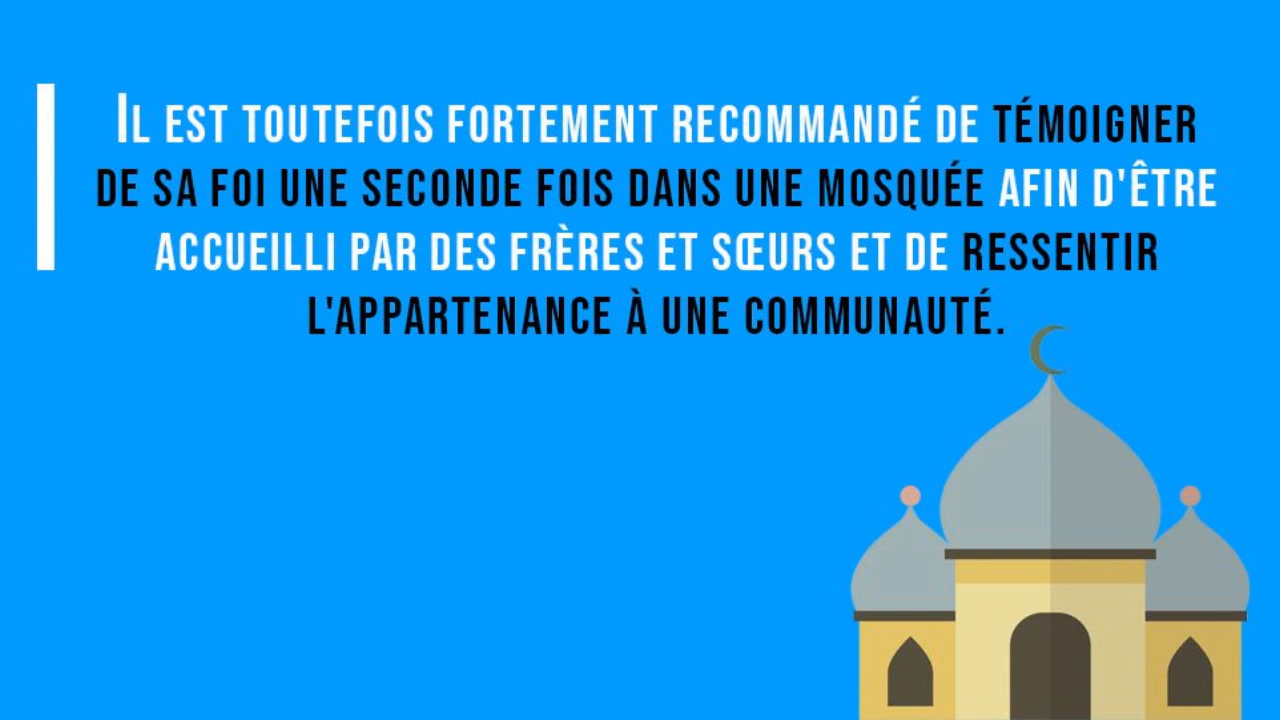 IL EST TOUTEFOIS FORTEMENT RECOMMANDÉ DE TÉMOIGNER
DE SA FOI UNE SECONDE FOIS DANS UNE MOSQUÉE AFIN D'ÊTRE
ACCUEILLI PAR DES FRÈRES ET SŒURS ET DE RESSENTIR
L'APPARTENANCE À UNE COMMUNAUTÉ.